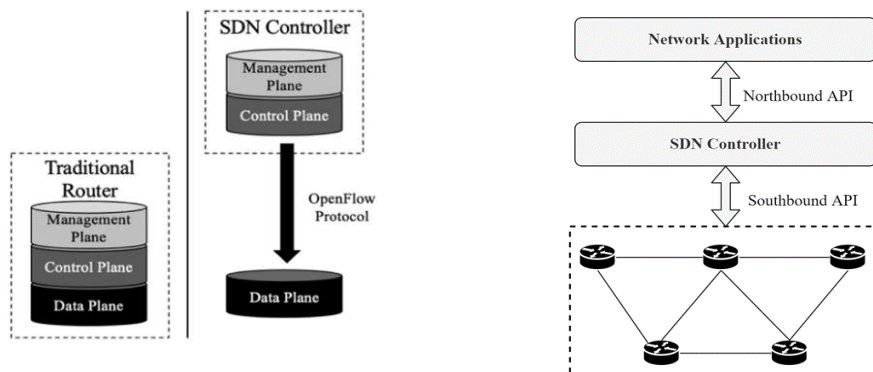 Traditional
Router
Management
Plane
Control Plane
Data Plane
SDN Controller
Management
Plane
Control Plane
OpenFlow
Protocol
Data Plane
Network Applications
Northbound API
SDN Controller
Southbound API